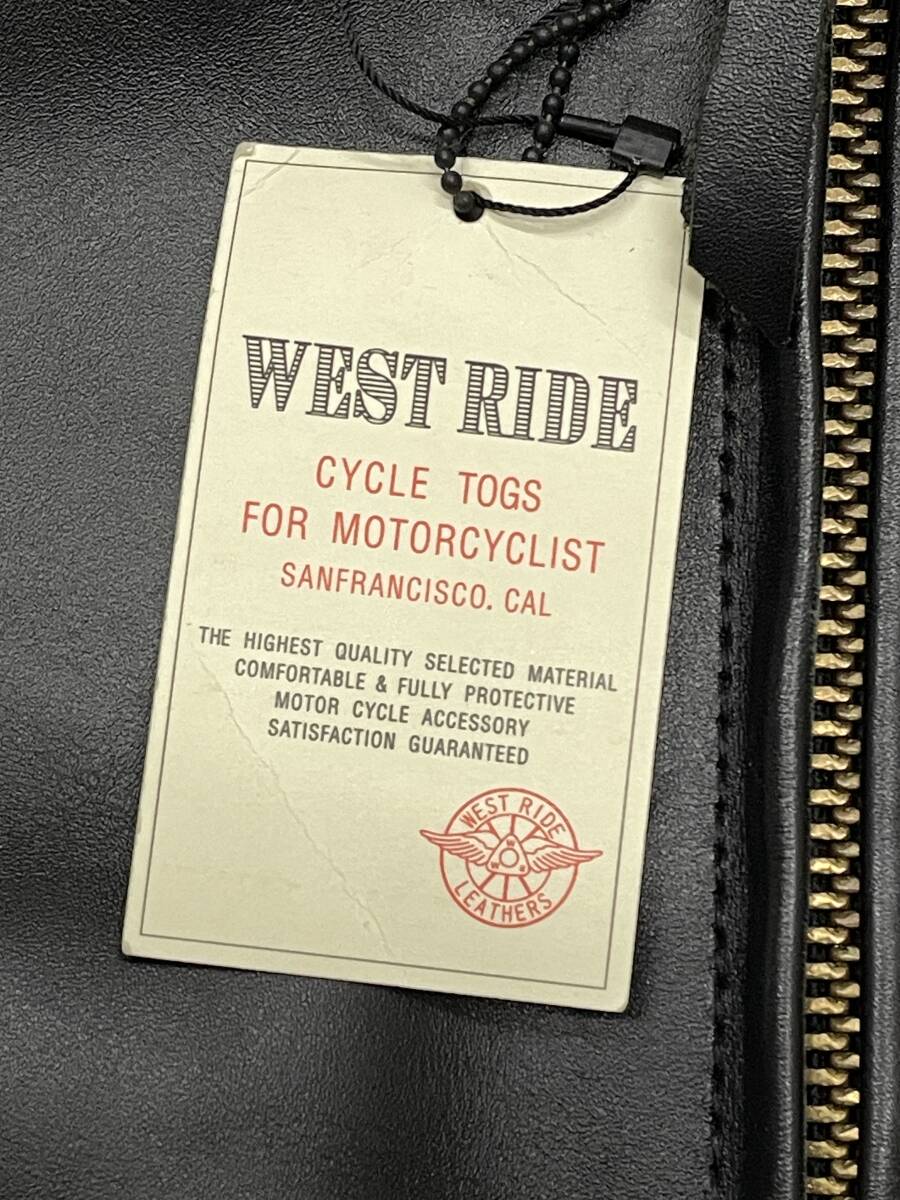 WEST RIDE
CYCLE TOGS
FOR MOTORCYCLIST
SANFRANCISCO. CAL
THE HIGHEST QUALITY SELECTED MATERIAL
COMFORTABLE & FULLY PROTECTIVE
MOTOR CYCLE ACCESSORY
SATISFACTION GUARANTEED
WEST RIDE
LEATHERS